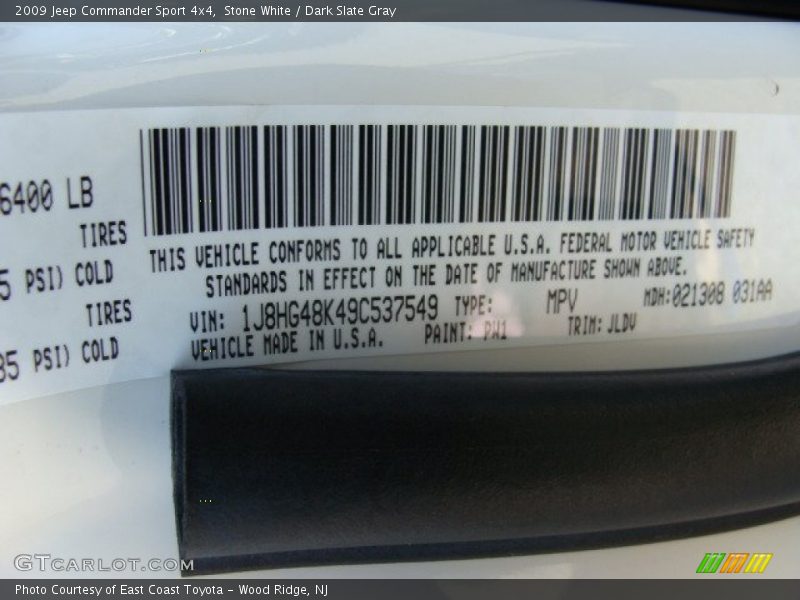 2009 Jeep Commander Sport 4x4, Stone White / Dark Slate Gray
6400 LB
TIRES
5 PSI) COLD
TIRES
35 PSI) COLD
THIS VEHICLE CONFORMS TO ALL APPLICABLE U.S.A. FEDERAL MOTOR VEHICLE SAFETY
STANDARDS IN EFFECT ON THE DATE OF MANUFACTURE SHOWN ABOVE.
VIN: 1J8HG48K49C537549 TYPE: MPV MDH:021308 031AA
VEHICLE MADE IN U.S.A. PAINT: PW1 TRIM: JLDV
GTCARLOT.COM
Photo Courtesy of East Coast Toyota - Wood Ridge, NJ